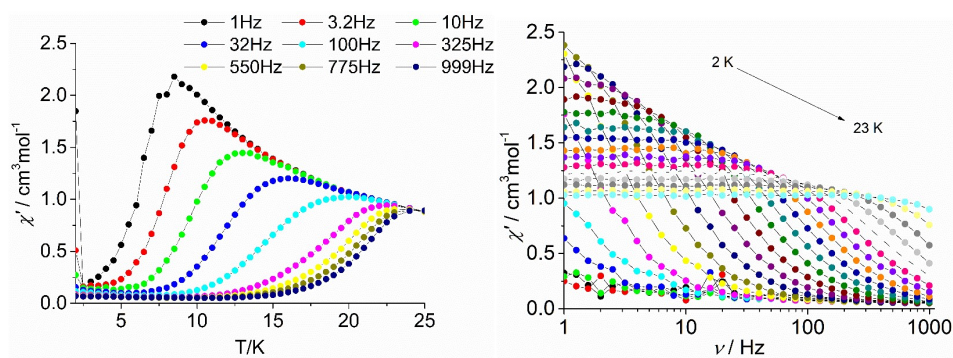 1Hz 3.2Hz 10Hz
32Hz 100Hz 325Hz
550Hz 775Hz 999Hz
χ' / cm³mol⁻¹
2.5
2.0
1.5
1.0
0.5
0.0
5 10 15 20 25
T/K
χ' / cm³mol⁻¹
2.5
2.0
1.5
1.0
0.5
0.0
2 K
23 K
1 10 100 1000
ν / Hz